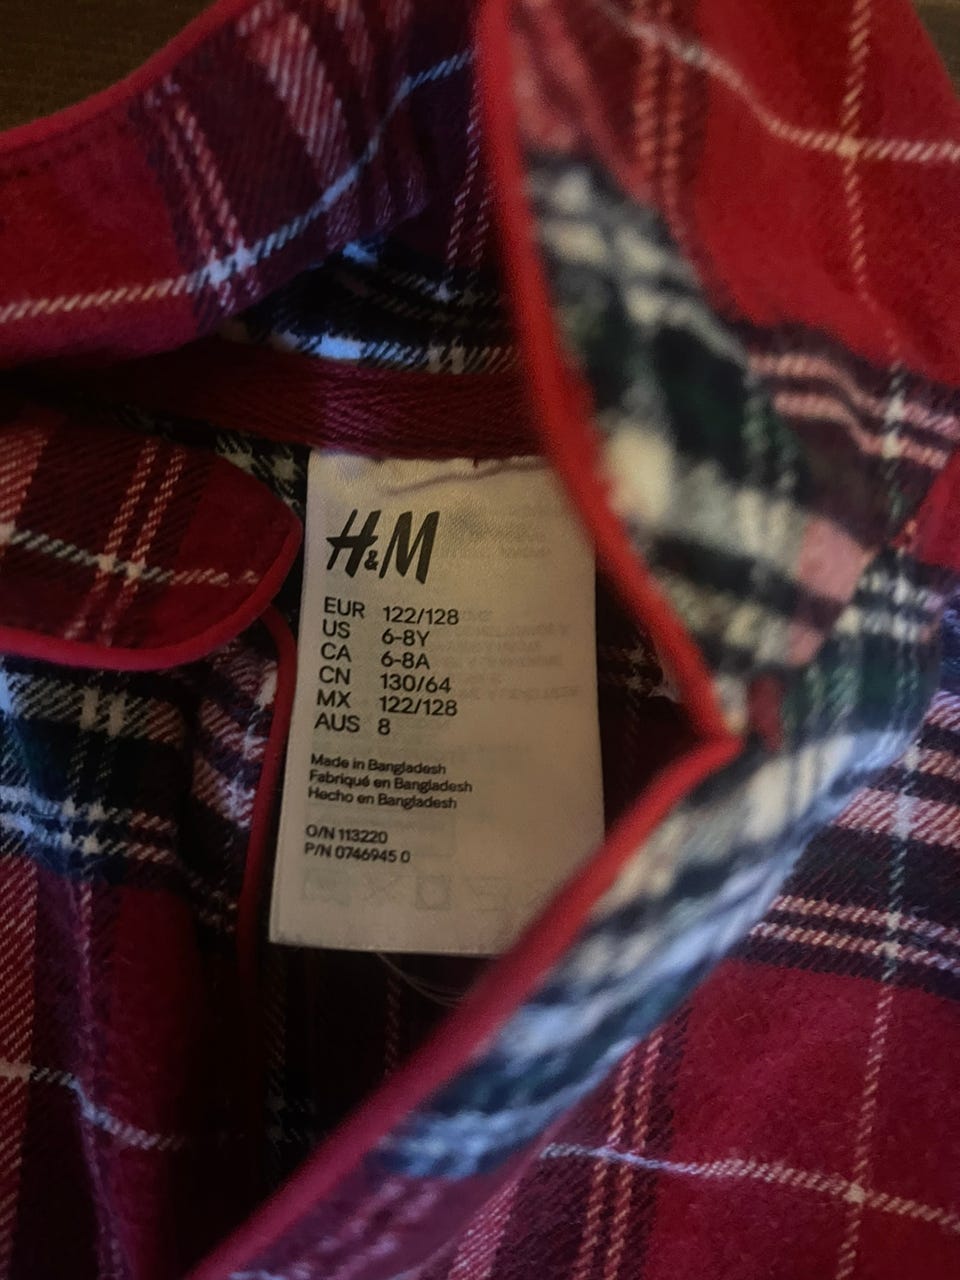 H&M
EUR 122/128
US 6-8Y
CA 6-8A
CN 130/64
MX 122/128
AUS 8
Made in Bangladesh
Fabriqué en Bangladesh
Hecho en Bangladesh
O/N 113220
P/N 0746945 0